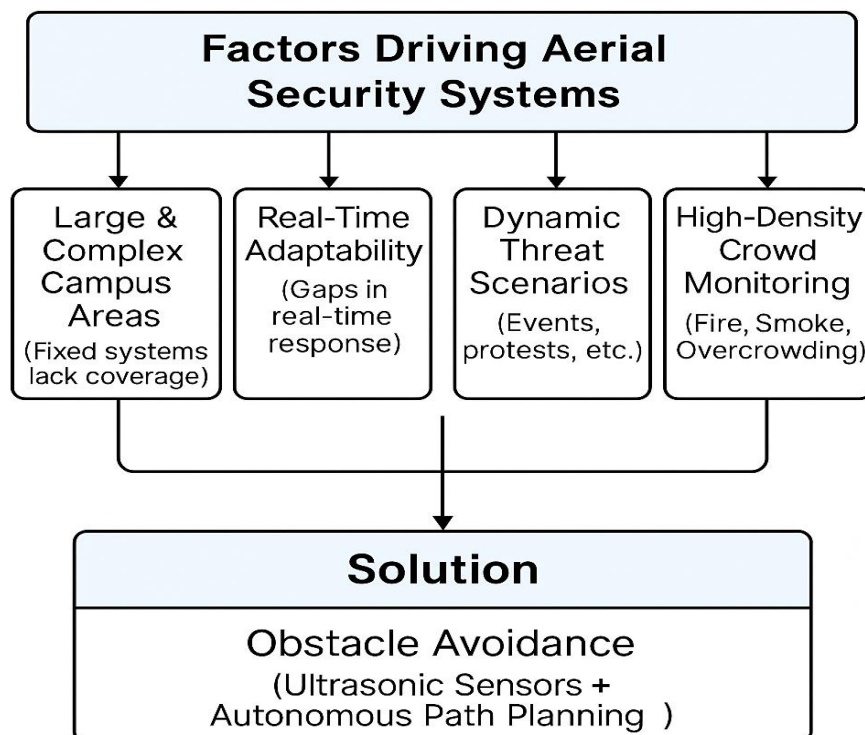 Factors Driving Aerial
Security Systems
Large &
Complex
Campus
Areas
(Fixed systems
lack coverage)
Real-Time
Adaptability
(Gaps in
real-time
response)
Dynamic
Threat
Scenarios
(Events,
protests, etc.)
High-Density
Crowd
Monitoring
(Fire, Smoke,
Overcrowding)
Solution
Obstacle Avoidance
(Ultrasonic Sensors +
Autonomous Path Planning )